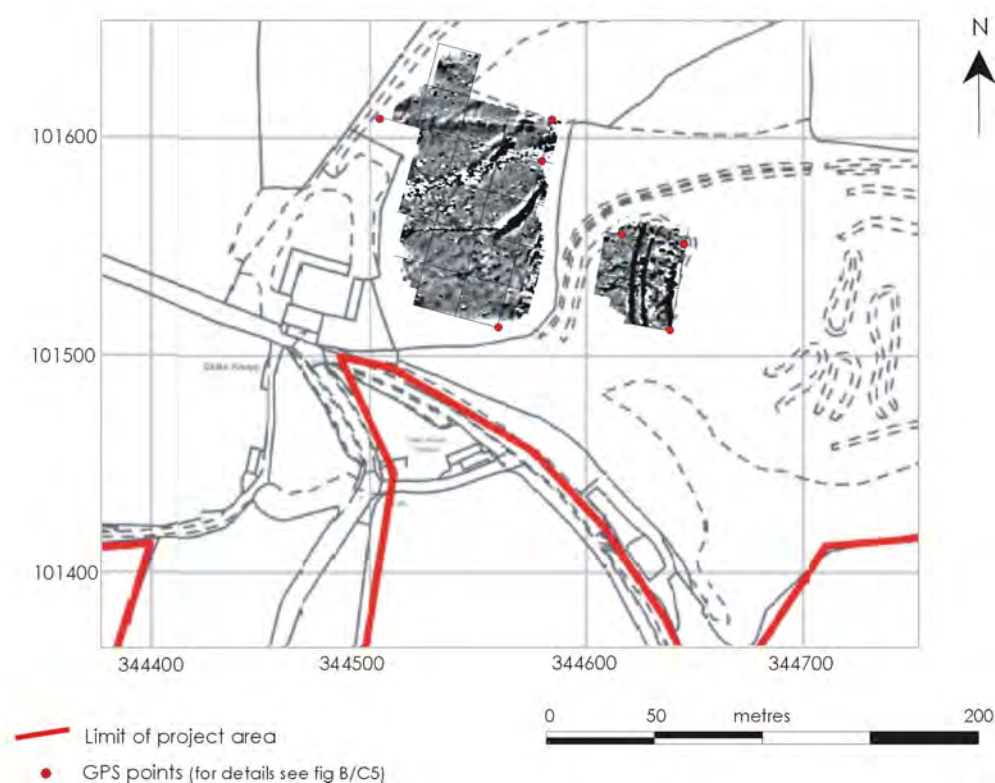 N
101600
101500
101400
344400 344500 344600 344700
0 50 metres 200
Limit of project area
GPS points (for details see fig B/C5)